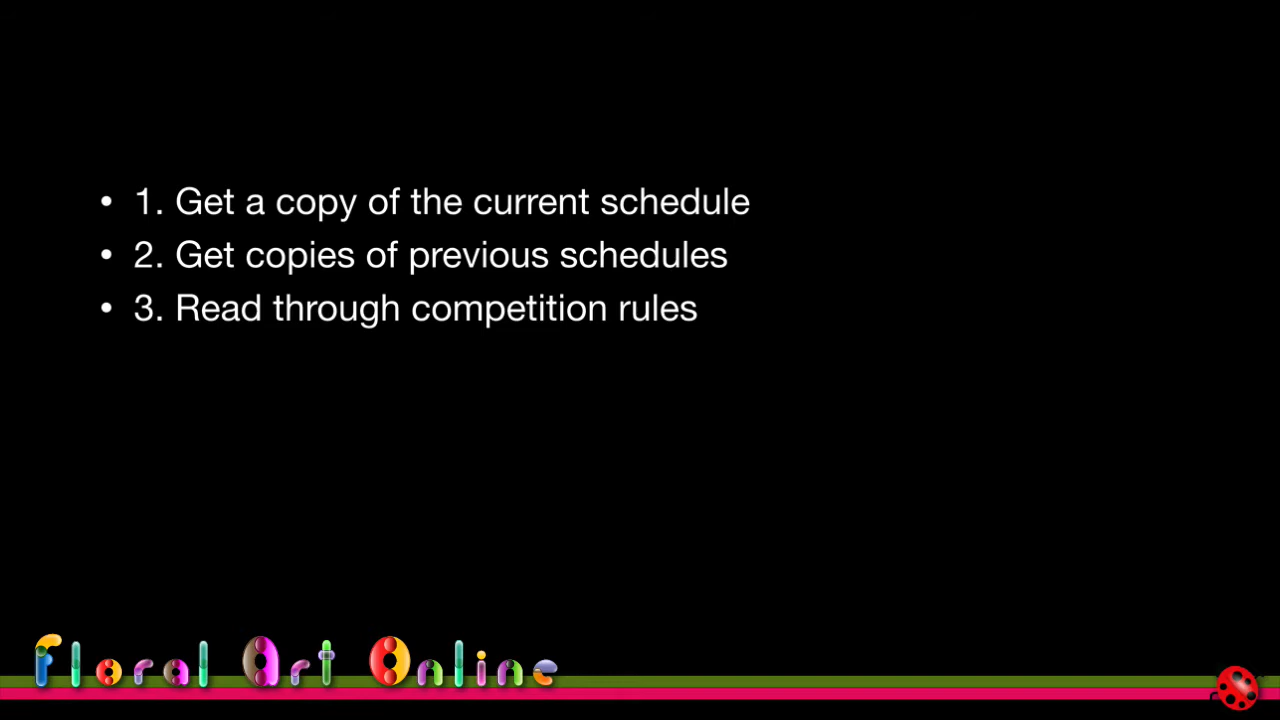 • 1. Get a copy of the current schedule
• 2. Get copies of previous schedules
• 3. Read through competition rules
Floral Art Online